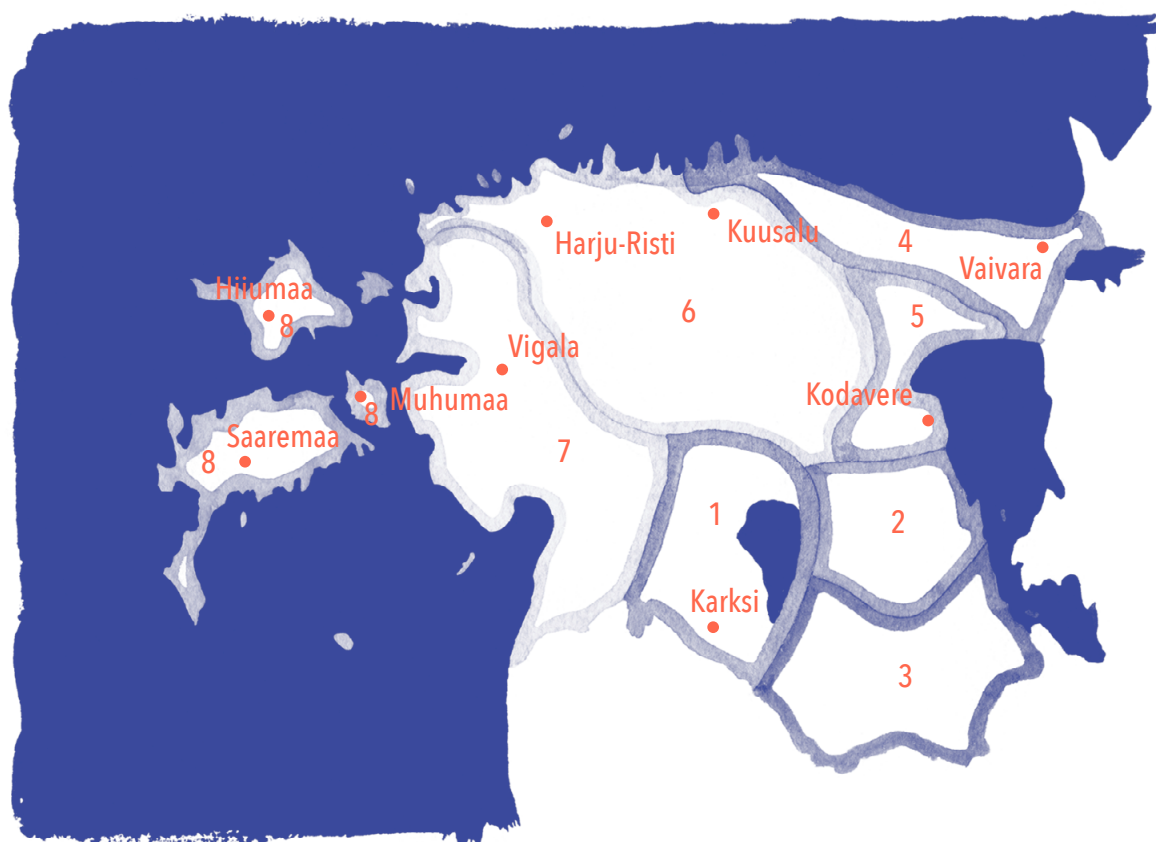 Harju-Risti
Kuusalu
4
Vaivara
Hiiumaa
8
6
5
Vigala
Kodavere
Muhumaa
8
Saaremaa
8
7
1
2
Karksi
3